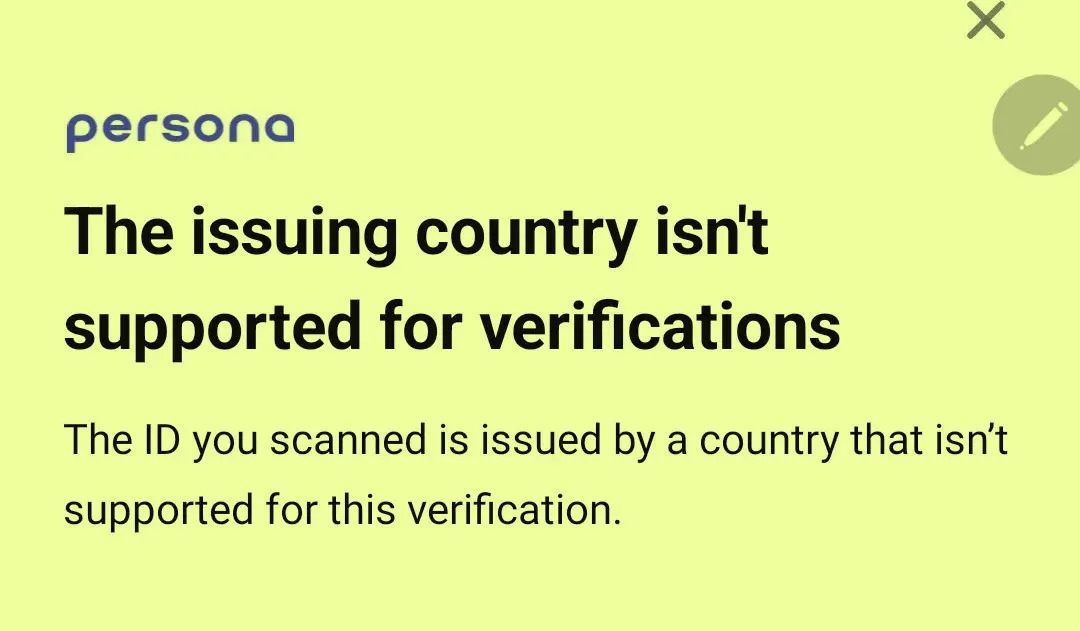 persona
The issuing country isn't
supported for verifications
The ID you scanned is issued by a country that isn’t
supported for this verification.